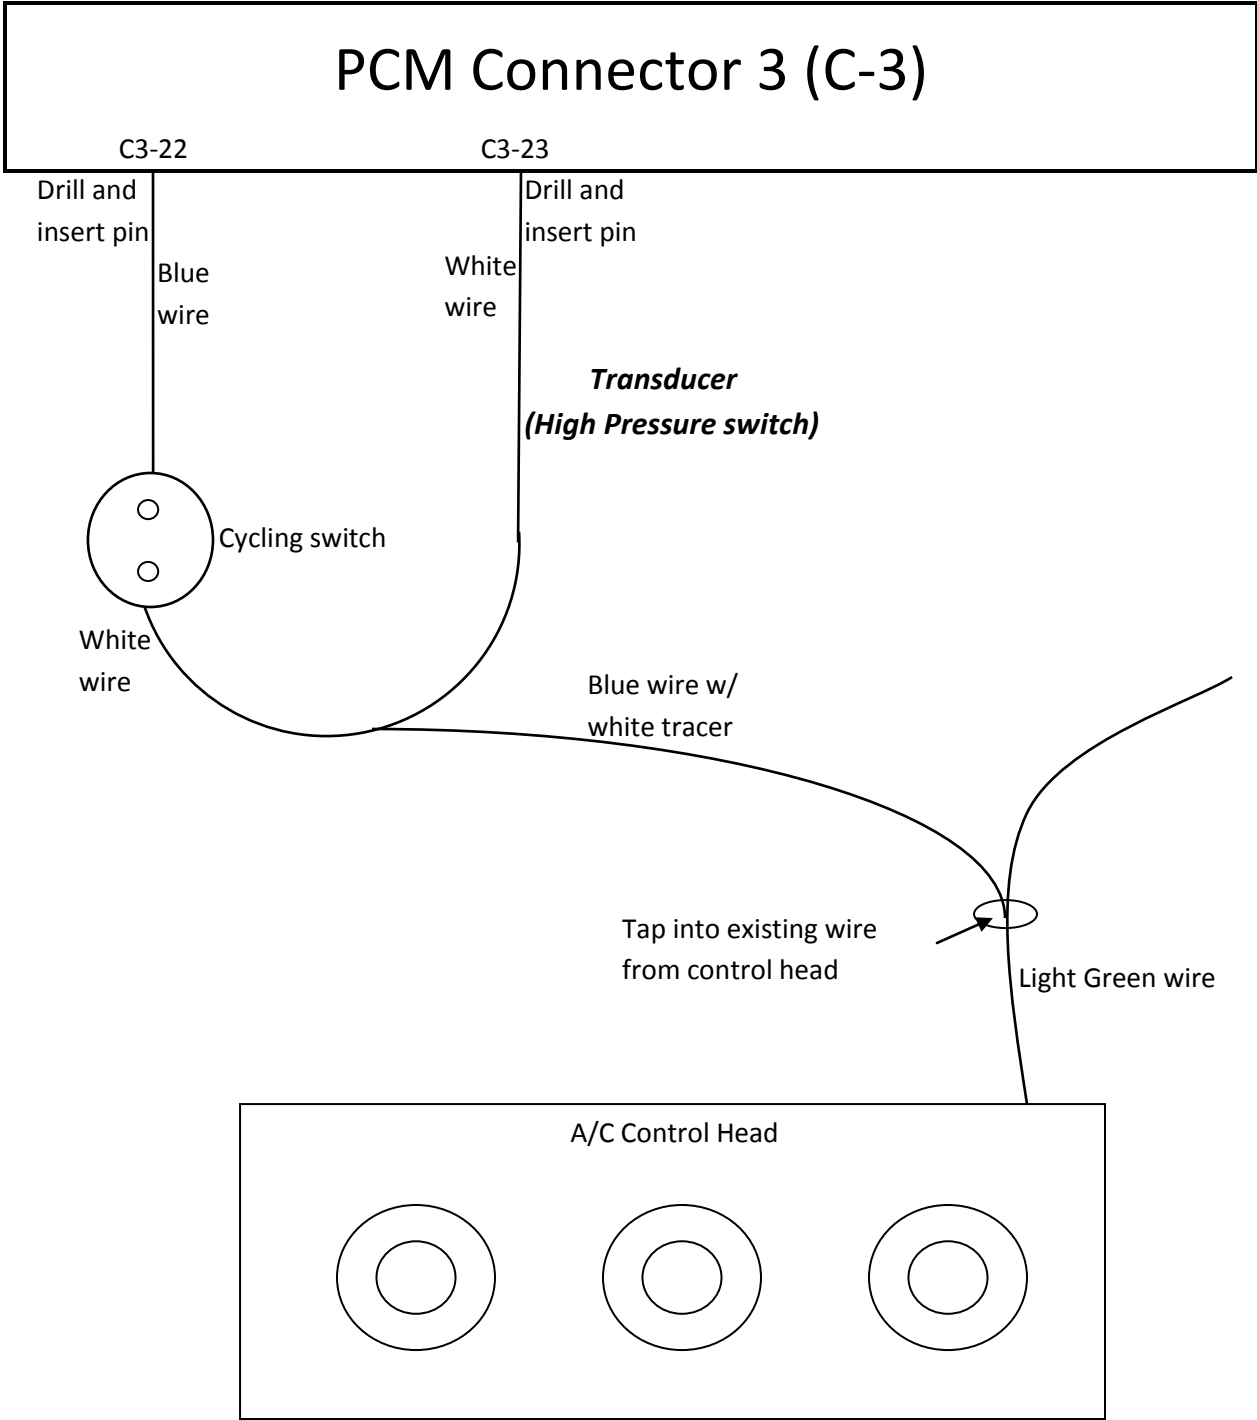 PCM Connector 3 (C-3)
C3-22
C3-23
Drill and
insert pin
Drill and
insert pin
Blue
wire
White
wire
Transducer
(High Pressure switch)
Cycling switch
White
wire
Blue wire w/
white tracer
Tap into existing wire
from control head
Light Green wire
A/C Control Head